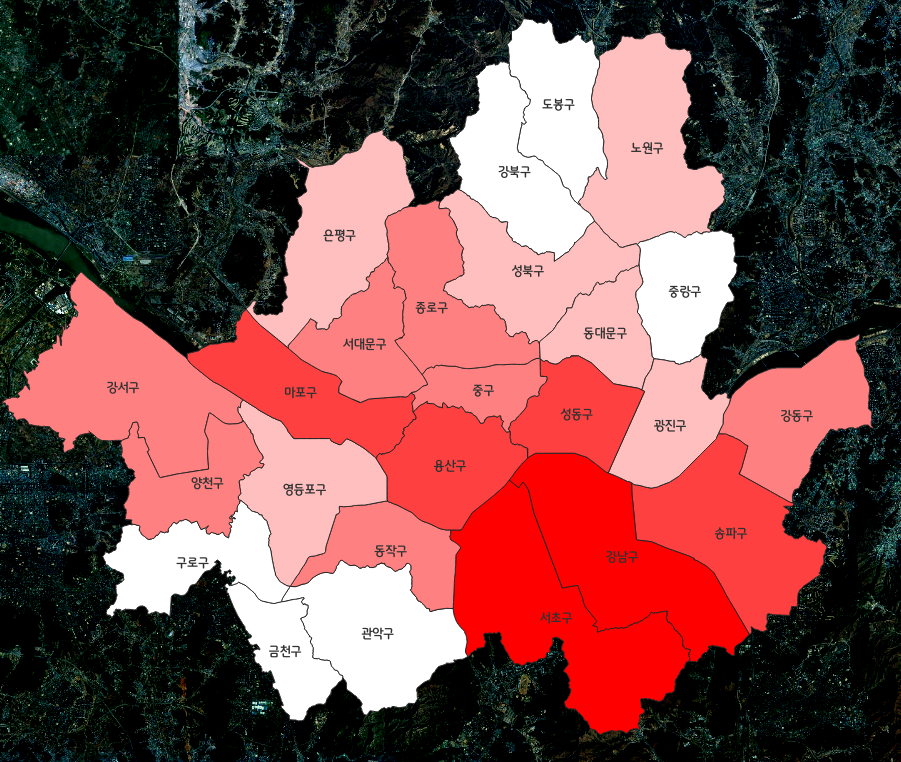 도봉구
노원구
강북구
은평구
성북구
중랑구
종로구
동대문구
서대문구
강서구
마포구
중구
성동구
강동구
광진구
용산구
양천구
영등포구
송파구
동작구
강남구
구로구
서초구
관악구
금천구